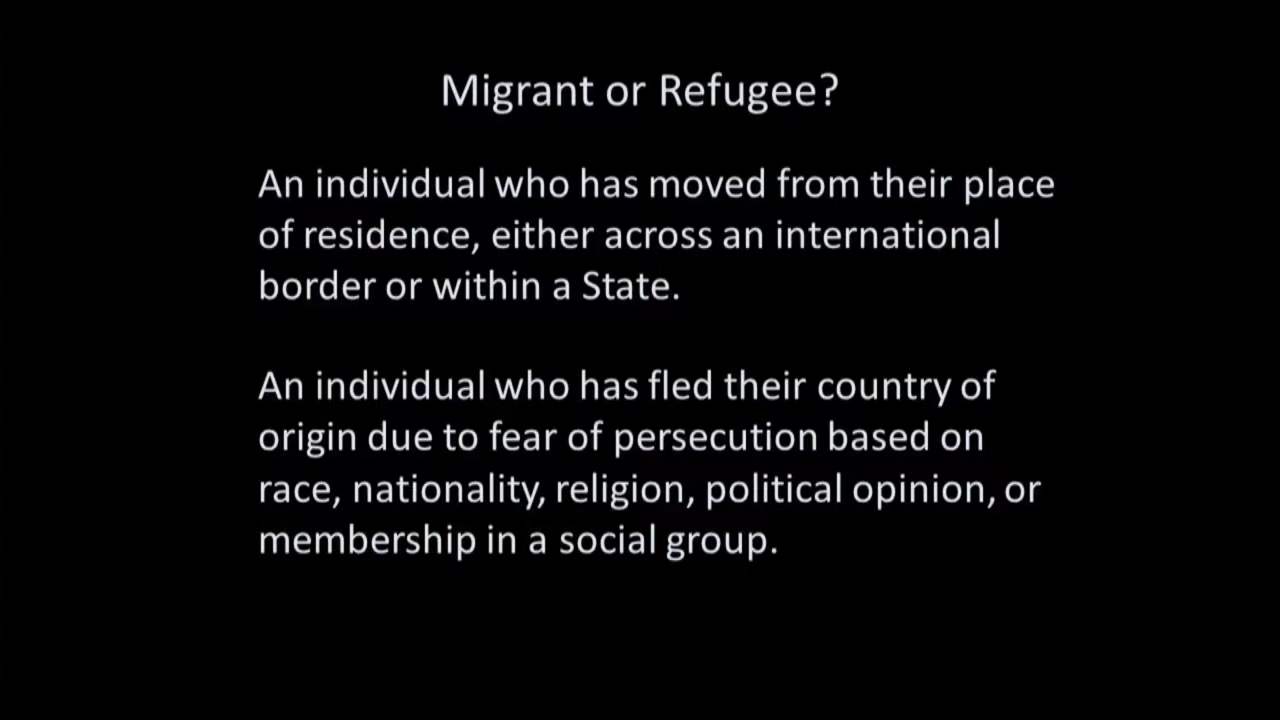 Migrant or Refugee?
An individual who has moved from their place
of residence, either across an international
border or within a State.
An individual who has fled their country of
origin due to fear of persecution based on
race, nationality, religion, political opinion, or
membership in a social group.